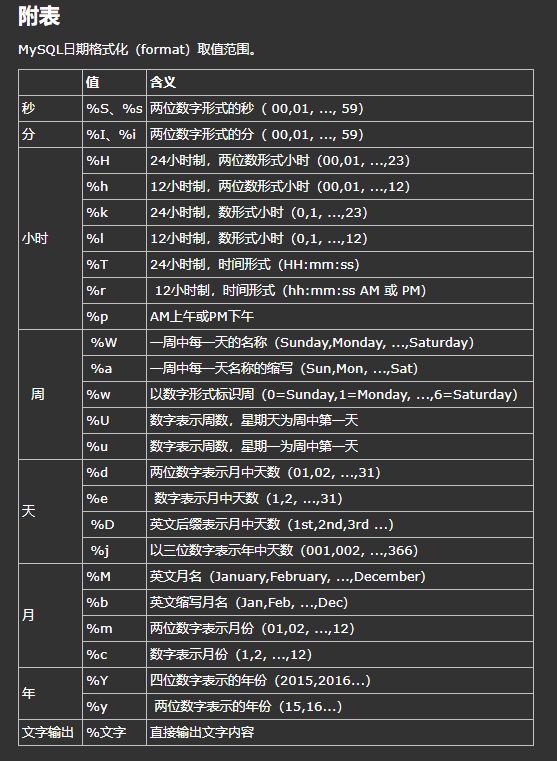 附表
MySQL日期格式化（format）取值范围。
值 含义
秒 %S、%s 两位数字形式的秒（ 00,01, ..., 59）
分 %I、%i 两位数字形式的分（ 00,01, ..., 59）
小时 %H 24小时制，两位数形式小时（00,01, ...,23）
%h 12小时制，两位数形式小时（00,01, ...,12）
%k 24小时制，数形式小时（0,1, ...,23）
%l 12小时制，数形式小时（0,1, ...,12）
%T 24小时制，时间形式（HH:mm:ss）
%r 12小时制，时间形式（hh:mm:ss AM 或 PM）
%p AM上午或PM下午
周 %W 一周中每一天的名称（Sunday,Monday, ...,Saturday）
%a 一周中每一天名称的缩写（Sun,Mon, ...,Sat）
%w 以数字形式标识周（0=Sunday,1=Monday, ...,6=Saturday）
%U 数字表示周数，星期天为周中第一天
%u 数字表示周数，星期一为周中第一天
天 %d 两位数字表示月中天数（01,02, ...,31）
%e 数字表示月中天数（1,2, ...,31）
%D 英文后缀表示月中天数（1st,2nd,3rd ...）
%j 以三位数字表示年中天数（001,002, ...,366）
月 %M 英文月名（January,February, ...,December）
%b 英文缩写月名（Jan,Feb, ...,Dec）
%m 两位数字表示月份（01,02, ...,12）
%c 数字表示月份（1,2, ...,12）
年 %Y 四位数字表示的年份（2015,2016...）
%y 两位数字表示的年份（15,16...）
文字输出 %文字 直接输出文字内容